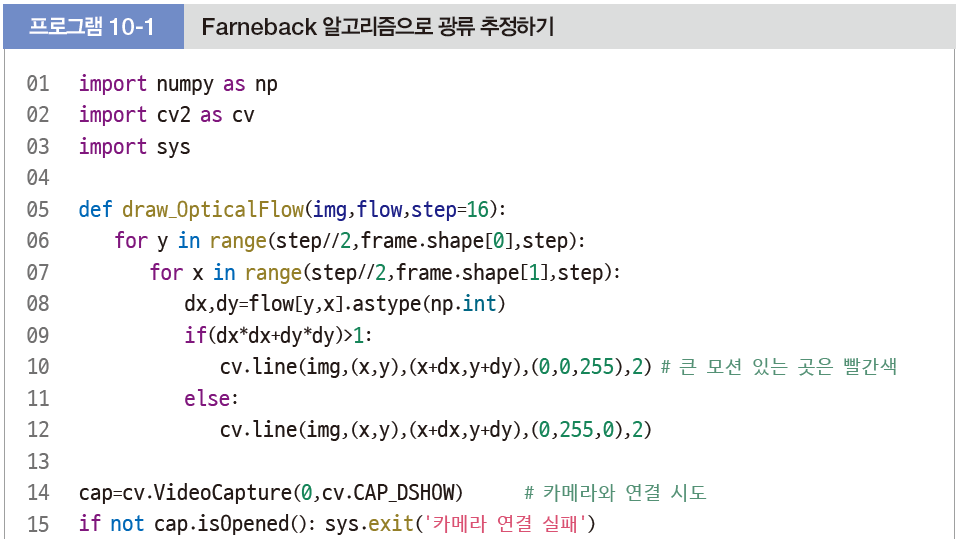 프로그램 10-1 Farneback 알고리즘으로 광류 추정하기
01 import numpy as np
02 import cv2 as cv
03 import sys
04
05 def draw_OpticalFlow(img,flow,step=16):
06 for y in range(step//2,frame.shape[0],step):
07 for x in range(step//2,frame.shape[1],step):
08 dx,dy=flow[y,x].astype(np.int)
09 if(dx*dx+dy*dy)>1:
10 cv.line(img,(x,y),(x+dx,y+dy),(0,0,255),2) # 큰 모션 있는 곳은 빨간색
11 else:
12 cv.line(img,(x,y),(x+dx,y+dy),(0,255,0),2)
13
14 cap=cv.VideoCapture(0,cv.CAP_DSHOW) # 카메라와 연결 시도
15 if not cap.isOpened(): sys.exit('카메라 연결 실패')